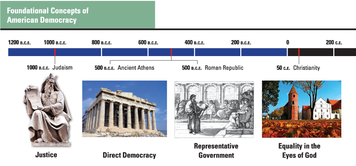 Foundational Concepts of
American Democracy
1200 B.C.E. 1000 B.C.E. 800 B.C.E. 600 B.C.E. 400 B.C.E. 200 B.C.E. 0 200 C.E.
1000 B.C.E. Judaism 500 B.C.E. Ancient Athens 500 B.C.E. Roman Republic 50 C.E. Christianity
Justice
Direct Democracy
Representative
Government
Equality in the
Eyes of God